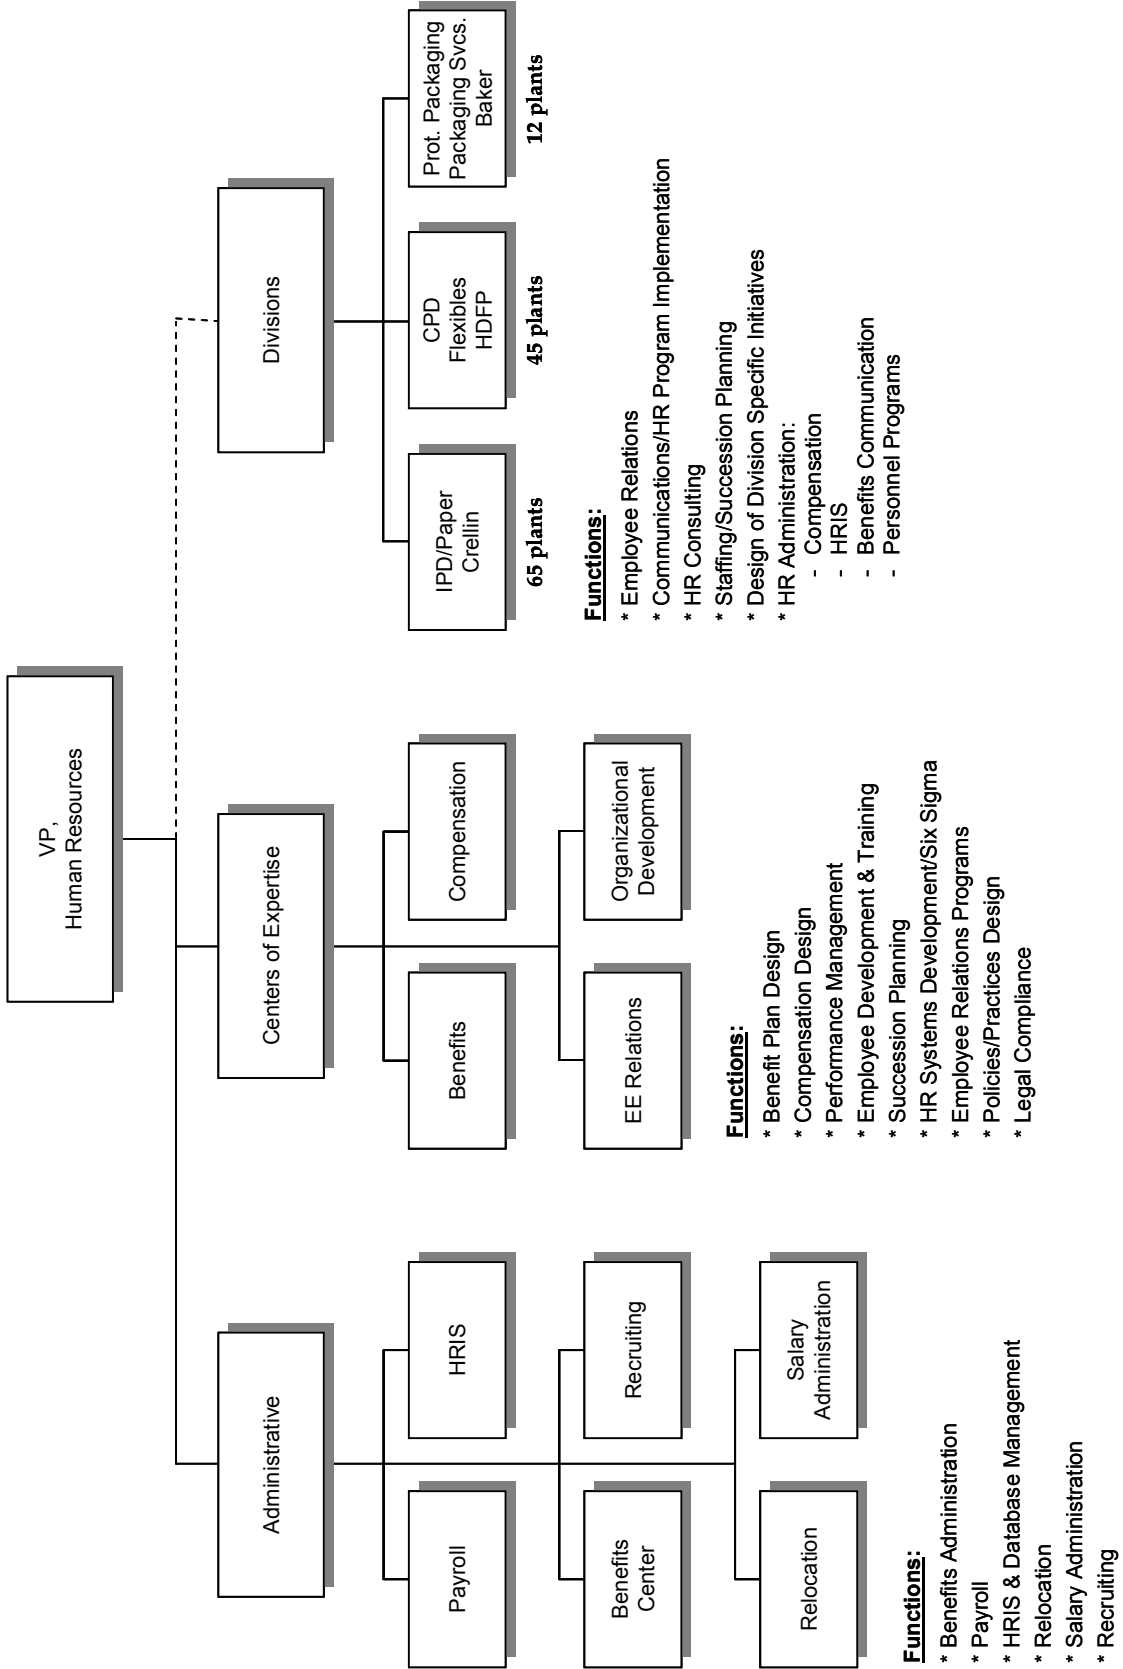 VP,
Human Resources
Administrative
Centers of Expertise
Divisions
Payroll
HRIS
Benefits
Center
Recruiting
Relocation
Salary
Administration
Functions:
* Benefits Administration
* Payroll
* HRIS & Database Management
* Relocation
* Salary Administration
* Recruiting
Benefits
Compensation
EE Relations
Organizational
Development
Functions:
* Benefit Plan Design
* Compensation Design
* Performance Management
* Employee Development & Training
* Succession Planning
* HR Systems Development/Six Sigma
* Employee Relations Programs
* Policies/Practices Design
* Legal Compliance
IPD/Paper
Crellin
65 plants
CPD
Flexibles
HDFP
45 plants
Prot. Packaging
Packaging Svcs.
Baker
12 plants
Functions:
* Employee Relations
* Communications/HR Program Implementation
* HR Consulting
* Staffing/Succession Planning
* Design of Division Specific Initiatives
* HR Administration:
- Compensation
- HRIS
- Benefits Communication
- Personnel Programs